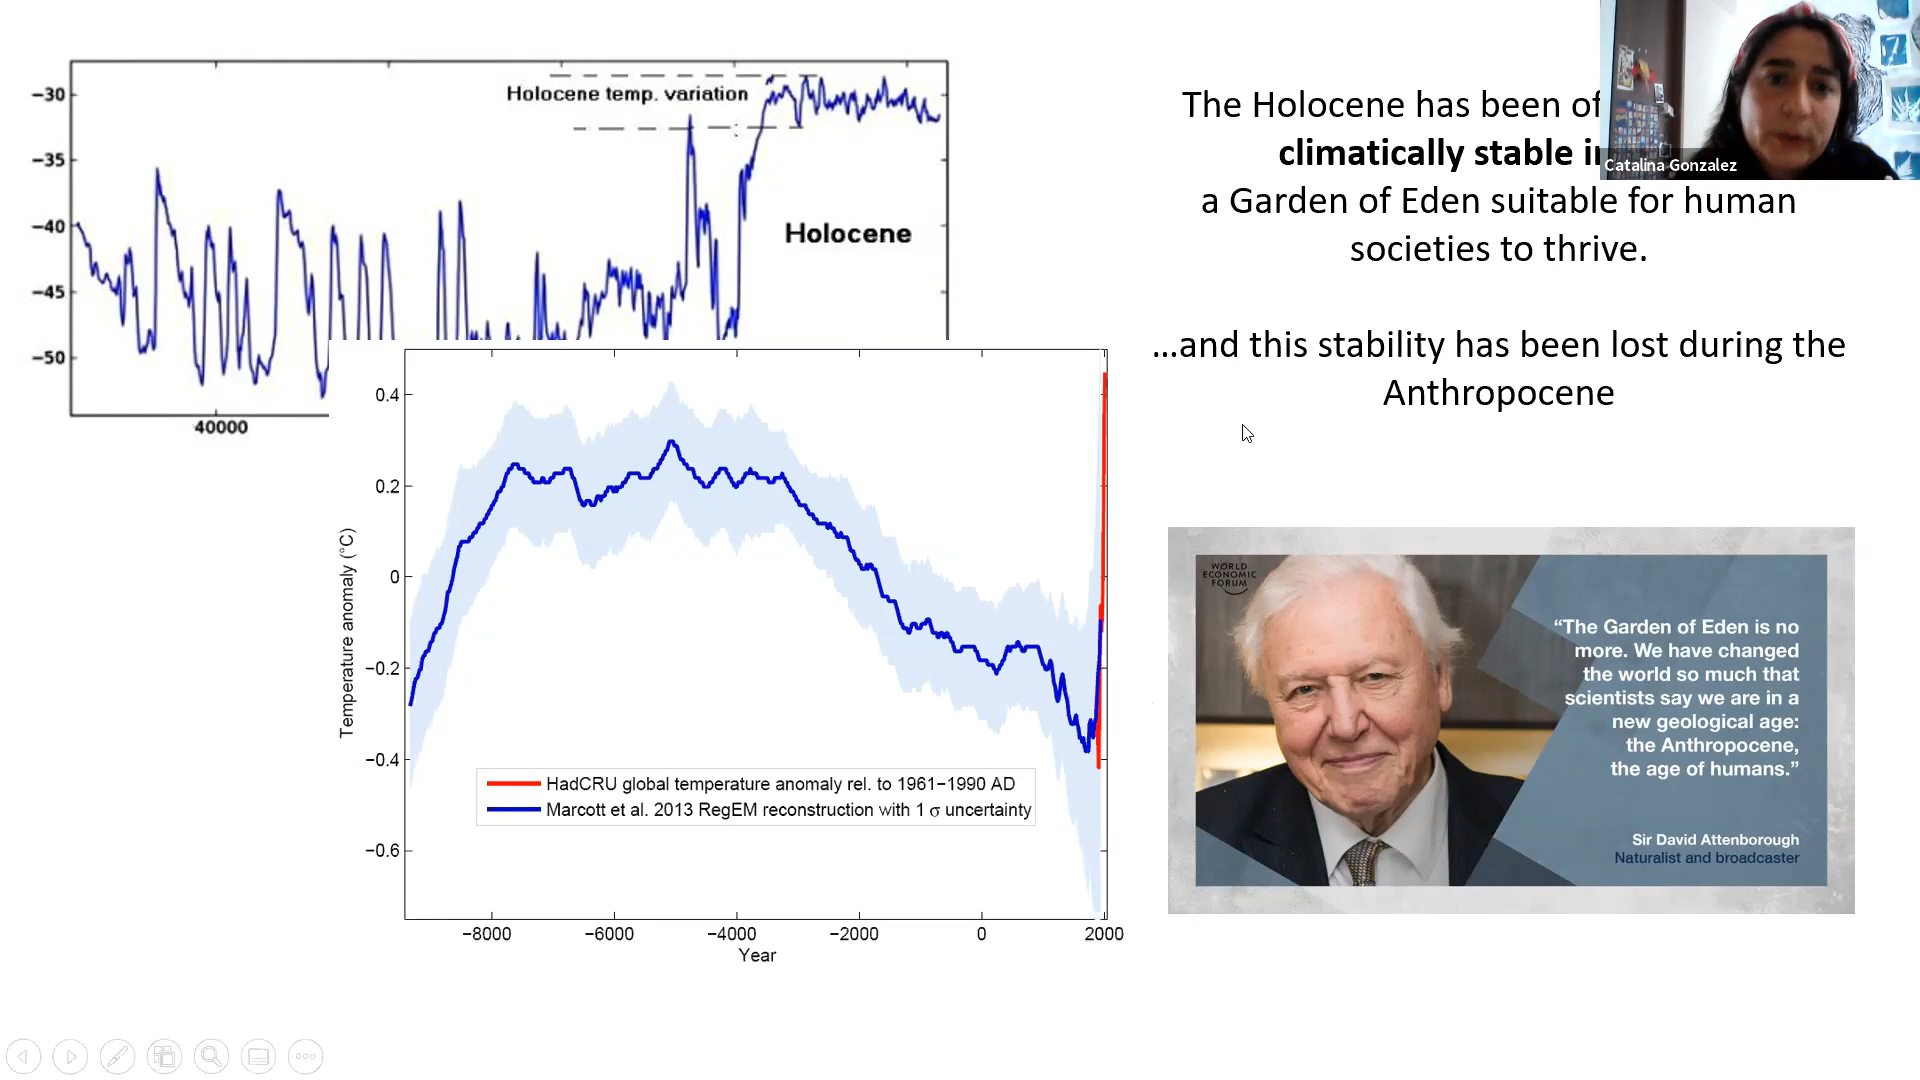 Holocene temp. variation
−30
−35
−40
−45
−50
Holocene
40000
Temperature anomaly (°C)
0.4
0.2
0
−0.2
−0.4
−0.6
HadCRU global temperature anomaly rel. to 1961−1990 AD
Marcott et al. 2013 RegEM reconstruction with 1 σ uncertainty
−8000
−6000
−4000
−2000
0
2000
Year
The Holocene has been of
climatically stable
a Garden of Eden suitable for human
societies to thrive.
...and this stability has been lost during the
Anthropocene
Catalina Gonzalez
WORLD
ECONOMIC
FORUM
“The Garden of Eden is no
more. We have changed
the world so much that
scientists say we are in a
new geological age:
the Anthropocene,
the age of humans.”
Sir David Attenborough
Naturalist and broadcaster